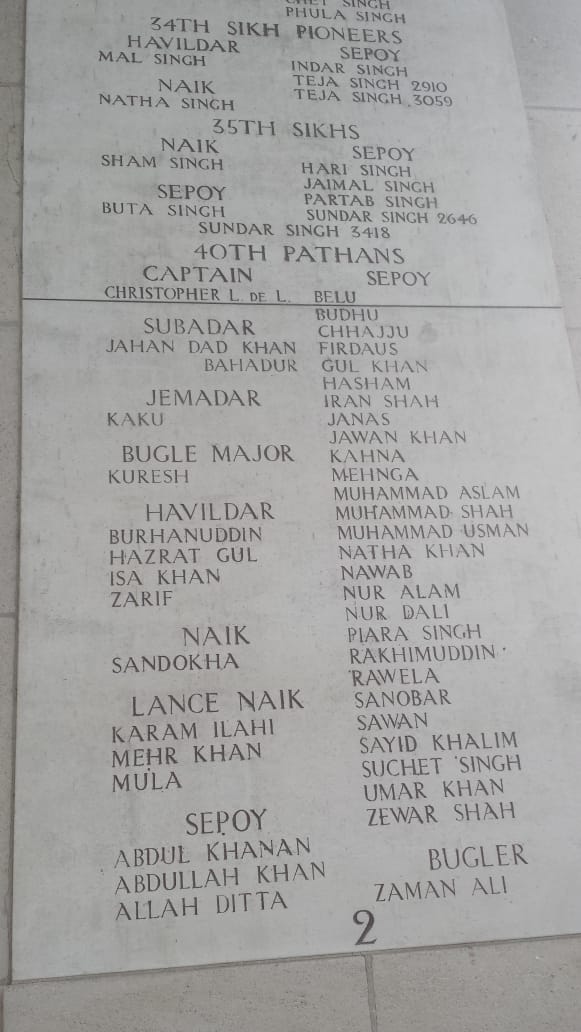 SINGH
PHULA SINGH
34TH SIKH PIONEERS
HAVILDAR
MAL SINGH
NAIK
NATHA SINGH
SEPOY
INDAR SINGH
TEJA SINGH 2910
TEJA SINGH 3059
35TH SIKHS
NAIK
SHAM SINGH
SEPOY
BUTA SINGH
SEPOY
HARI SINGH
JAIMAL SINGH
PARTAB SINGH
SUNDAR SINGH 2646
SUNDAR SINGH 3418
40TH PATHANS
CAPTAIN
CHRISTOPHER L. DE L.
SUBADAR
JAHAN DAD KHAN
BAHADUR
JEMADAR
KAKU
BUGLE MAJOR
KURESH
HAVILDAR
BURHANUDDIN
HAZRAT GUL
ISA KHAN
ZARIF
NAIK
SANDOKHA
LANCE NAIK
KARAM ILAHI
MEHR KHAN
MULA
SEPOY
ABDUL KHANAN
ABDULLAH KHAN
ALLAH DITTA
SEPOY
BELU
BUDHU
CHHAJJU
FIRDAUS
GUL KHAN
HASHAM
IRAN SHAH
JANAS
JAWAN KHAN
KAHNA
MEHNGA
MUHAMMAD ASLAM
MUHAMMAD SHAH
MUHAMMAD USMAN
NATHA KHAN
NAWAB
NUR ALAM
NUR DALI
PIARA SINGH
RAKHIMUDDIN
RAWELA
SANOBAR
SAWAN
SAYID KHALIM
SUCHET SINGH
UMAR KHAN
ZEWAR SHAH
BUGLER
ZAMAN ALI
2